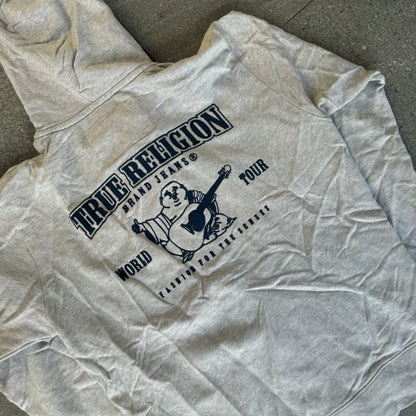 TRUE RELIGION
BRAND JEANS®
WORLD TOUR
FASHION FOR THE SENSES